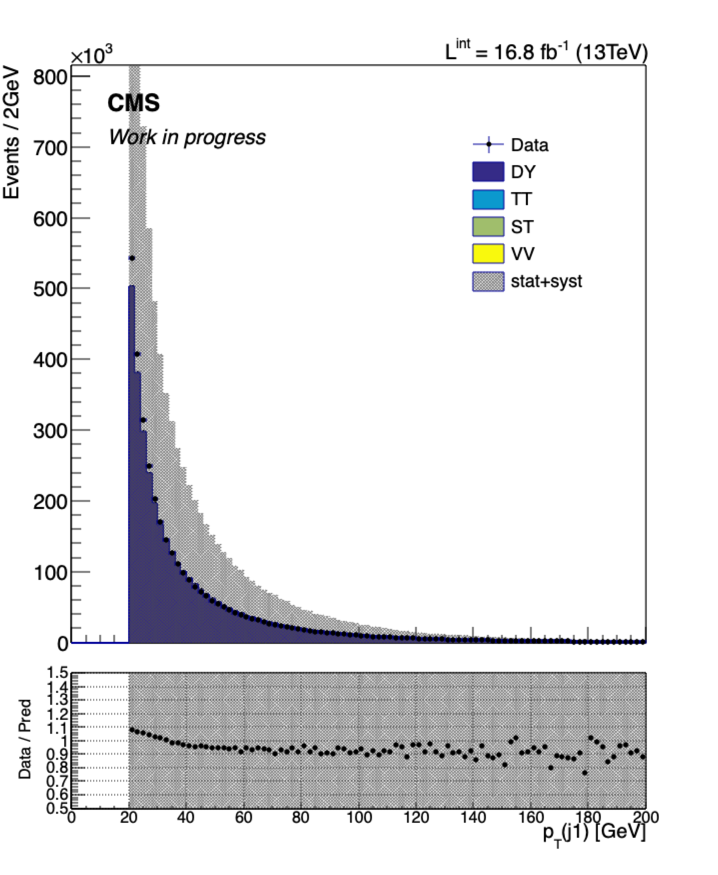 ×10³
L^int = 16.8 fb⁻¹ (13TeV)
Events / 2GeV
800
700
600
500
400
300
200
100
0
CMS
Work in progress
Data
DY
TT
ST
VV
stat+syst
Data / Pred
1.5
1.4
1.3
1.2
1.1
1
0.9
0.8
0.7
0.6
0.5
0 20 40 60 80 100 120 140 160 180 200
p_T(j1) [GeV]